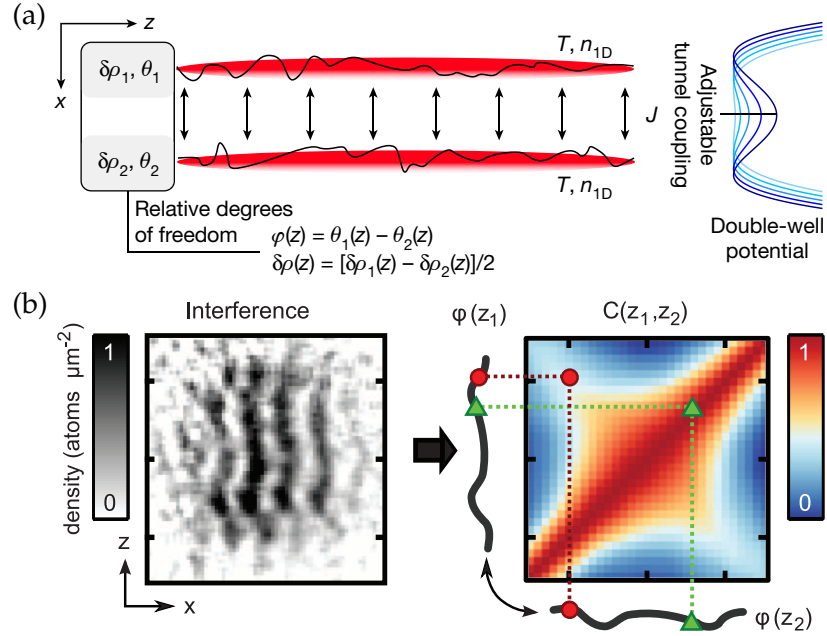 (a)
z
x
δρ1, θ1
δρ2, θ2
T, n1D
J
T, n1D
Adjustable
tunnel coupling
Double-well
potential
Relative degrees
of freedom
φ(z) = θ1(z) − θ2(z)
δρ(z) = [δρ1(z) − δρ2(z)]/2
(b)
Interference
density (atoms μm-2)
1
0
z
x
φ(z1)
C(z1,z2)
1
0
φ(z2)